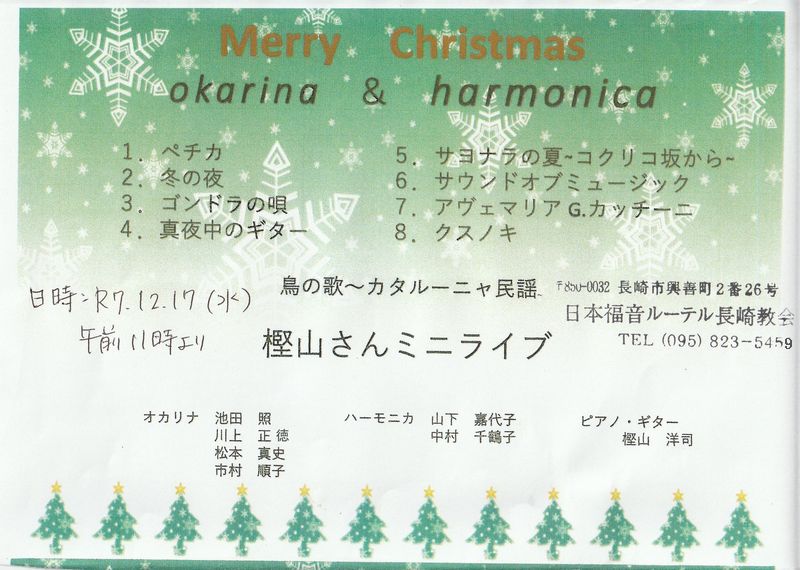 Merry Christmas
okarina & harmonica
1. ペチカ
2. 冬の夜
3. ゴンドラの唄
4. 真夜中のギター
5. サヨナラの夏~コクリコ坂から~
6. サウンドオブミュージック
7. アヴェマリア G.カッチーニ
8. クスノキ
鳥の歌～カタルーニャ民謡
日時:R7.12.17(水)
午前11時より
〒850-0032 長崎市興善町2番26号
日本福音ルーテル長崎教会
TEL (095) 823-5459
樫山さんミニライブ
オカリナ 池田 照
川上 正徳
松本 真史
市村 順子
ハーモニカ 山下 嘉代子
中村 千鶴子
ピアノ・ギター
樫山 洋司